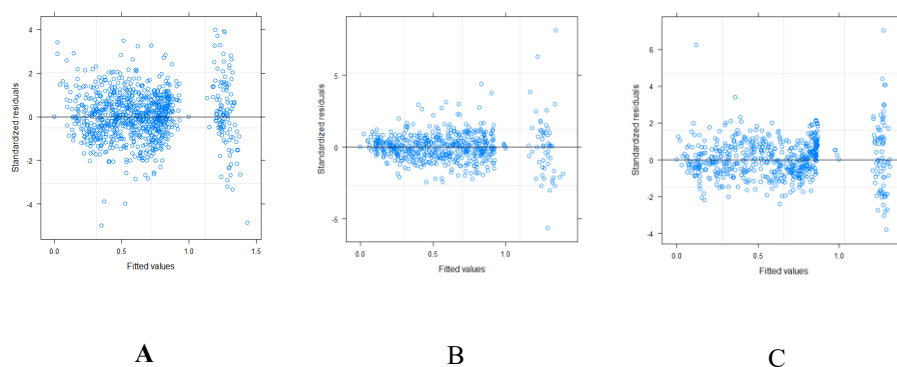 Standardized residuals
4
2
0
-2
-4
0.0 0.5 1.0 1.5
Fitted values
A
Standardized residuals
5
0
-5
0.0 0.5 1.0
Fitted values
B
Standardized residuals
6
4
2
0
-2
-4
0.0 0.5 1.0
Fitted values
C